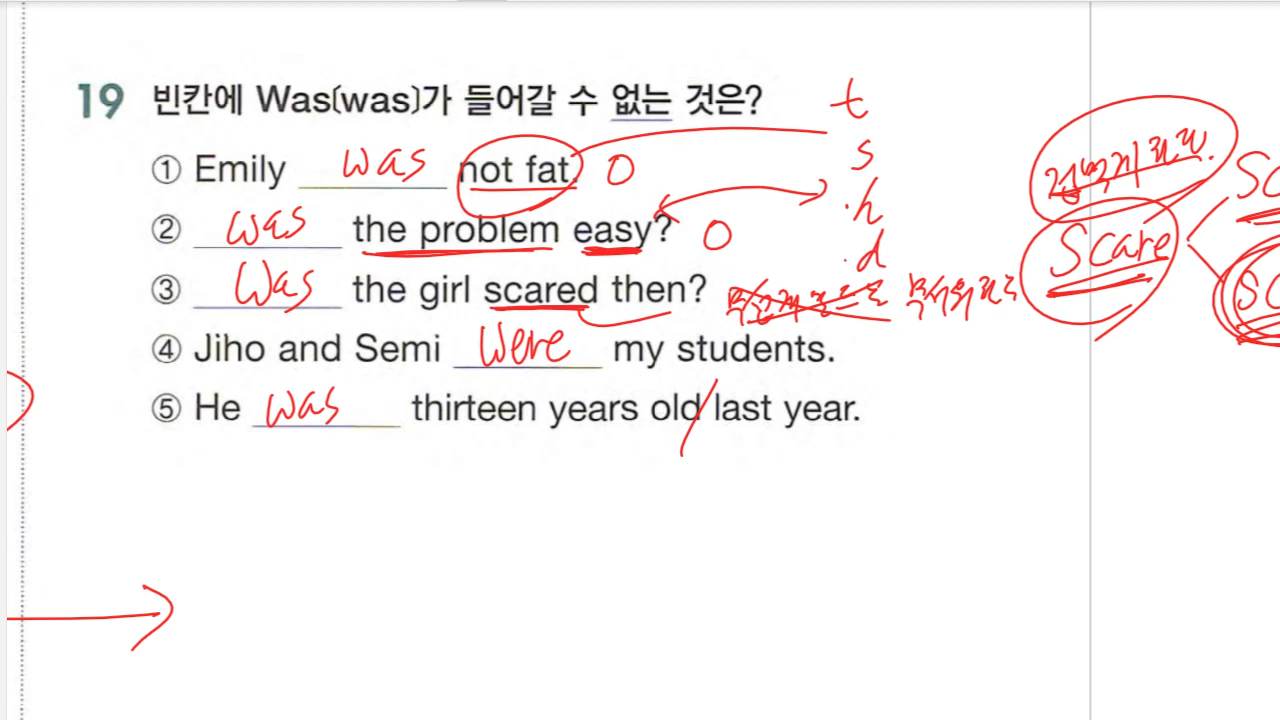 19 빈칸에 Was(was)가 들어갈 수 없는 것은?
① Emily was not fat. O
② was the problem easy? O
③ Was the girl scared then?
④ Jiho and Semi were my students.
⑤ He was thirteen years old / last year.
t
s
.h
.d
Scare